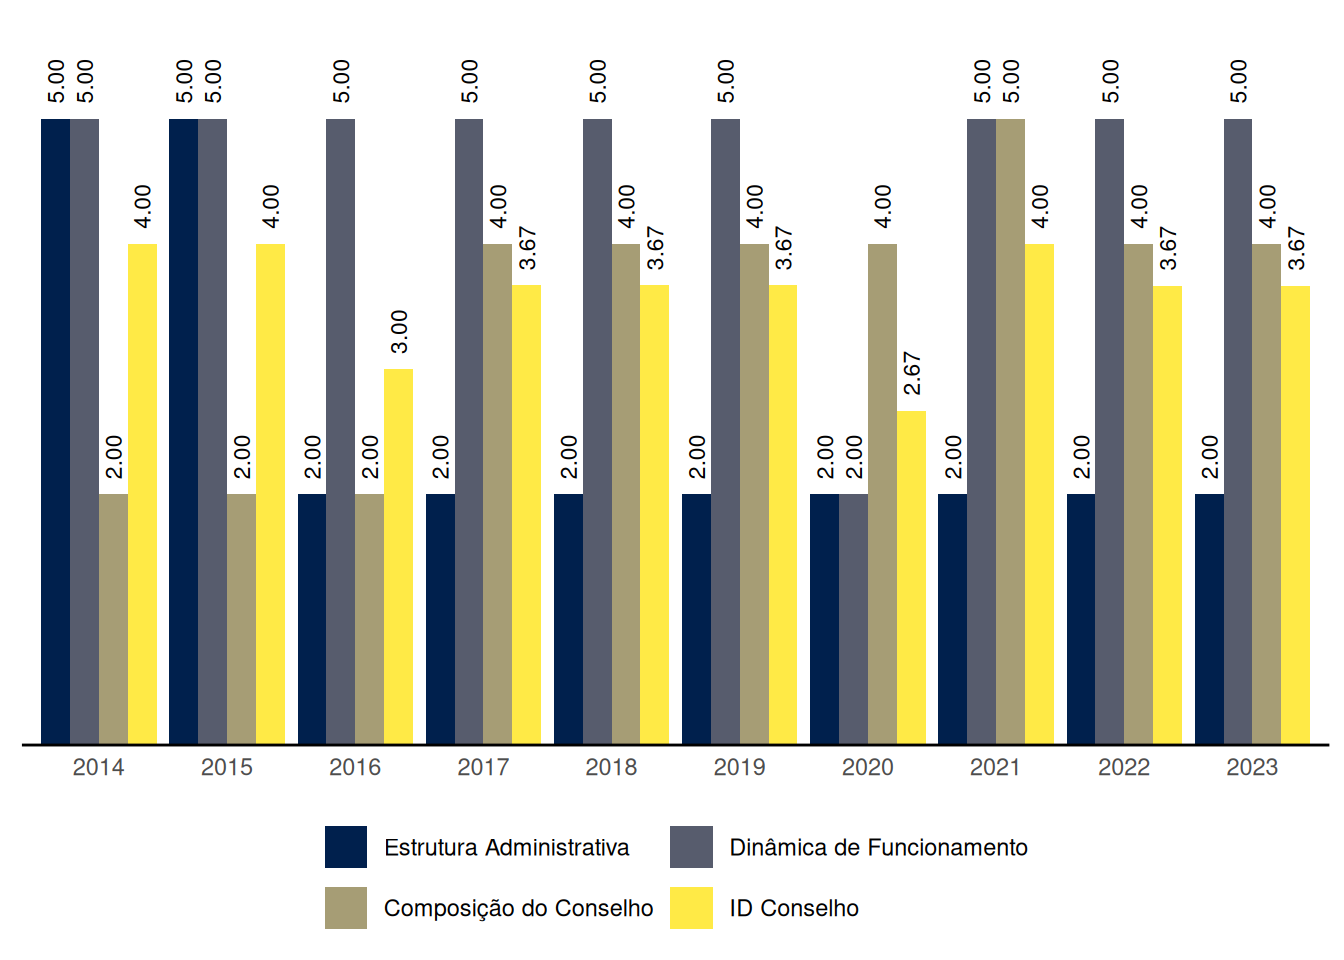 5.00 5.00 2.00 4.00 5.00 5.00 2.00 4.00 2.00 5.00 2.00 3.00 2.00 5.00 4.00 3.67 2.00 5.00 4.00 3.67 2.00 5.00 4.00 3.67 2.00 2.00 4.00 2.67 2.00 5.00 5.00 4.00 2.00 5.00 4.00 3.67 2.00 5.00 4.00 3.67
2014 2015 2016 2017 2018 2019 2020 2021 2022 2023
Estrutura Administrativa Dinâmica de Funcionamento
Composição do Conselho ID Conselho